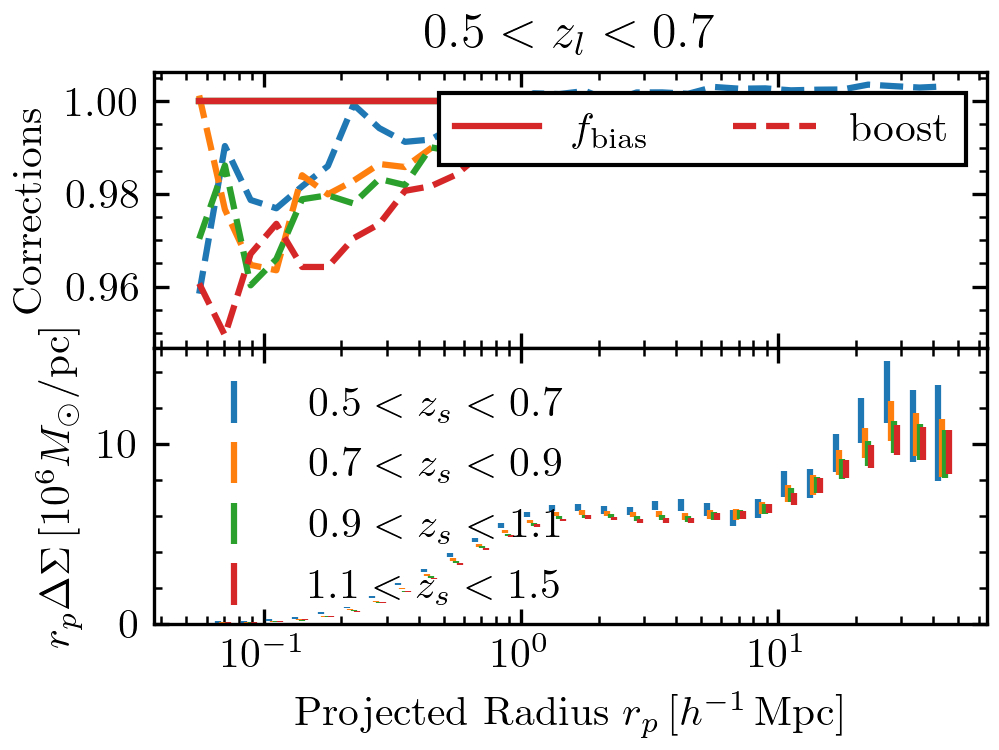 0.5 < z_l < 0.7
Corrections
1.00
0.98
0.96
f_bias
boost
r_pΔΣ [10^6 M_⊙/pc]
10
0
0.5 < z_s < 0.7
0.7 < z_s < 0.9
0.9 < z_s < 1.1
1.1 < z_s < 1.5
10^−1
10^0
10^1
Projected Radius r_p [h^−1 Mpc]